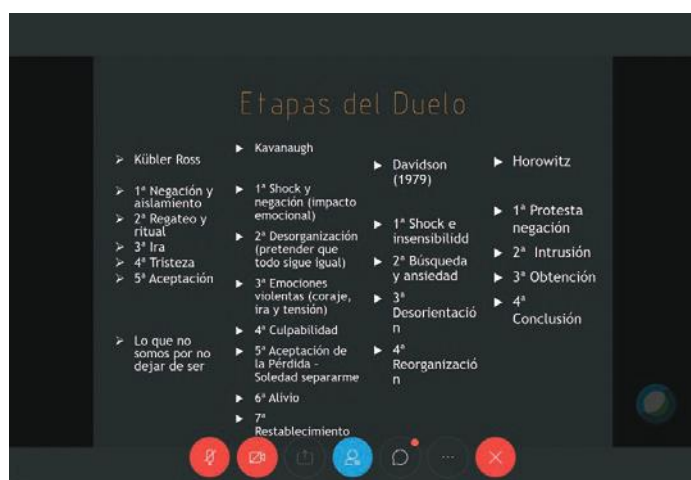 Etapas del Duelo
Kübler Ross
1ª Negación y
aislamiento
2ª Regateo y
ritual
3ª Ira
4ª Tristeza
5ª Aceptación
Lo que no
somos por no
dejar de ser
Kavanaugh
1ª Shock y
negación (impacto
emocional)
2ª Desorganización
(pretender que
todo sigue igual)
3ª Emociones
violentas (coraje,
ira y tensión)
4ª Culpabilidad
5ª Aceptación de
la Pérdida –
Soledad separarme
6ª Alivio
7ª
Restablecimiento
Davidson
(1979)
1ª Shock e
insensibilidd
2ª Búsqueda
y ansiedad
3ª
Desorientació
n
4ª
Reorganizació
n
Horowitz
1ª Protesta
negación
2ª Intrusión
3ª Obtención
4ª
Conclusión